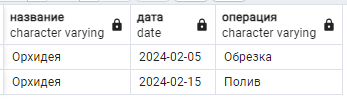 название дата операция
character varying date character varying
Орхидея 2024-02-05 Обрезка
Орхидея 2024-02-15 Полив